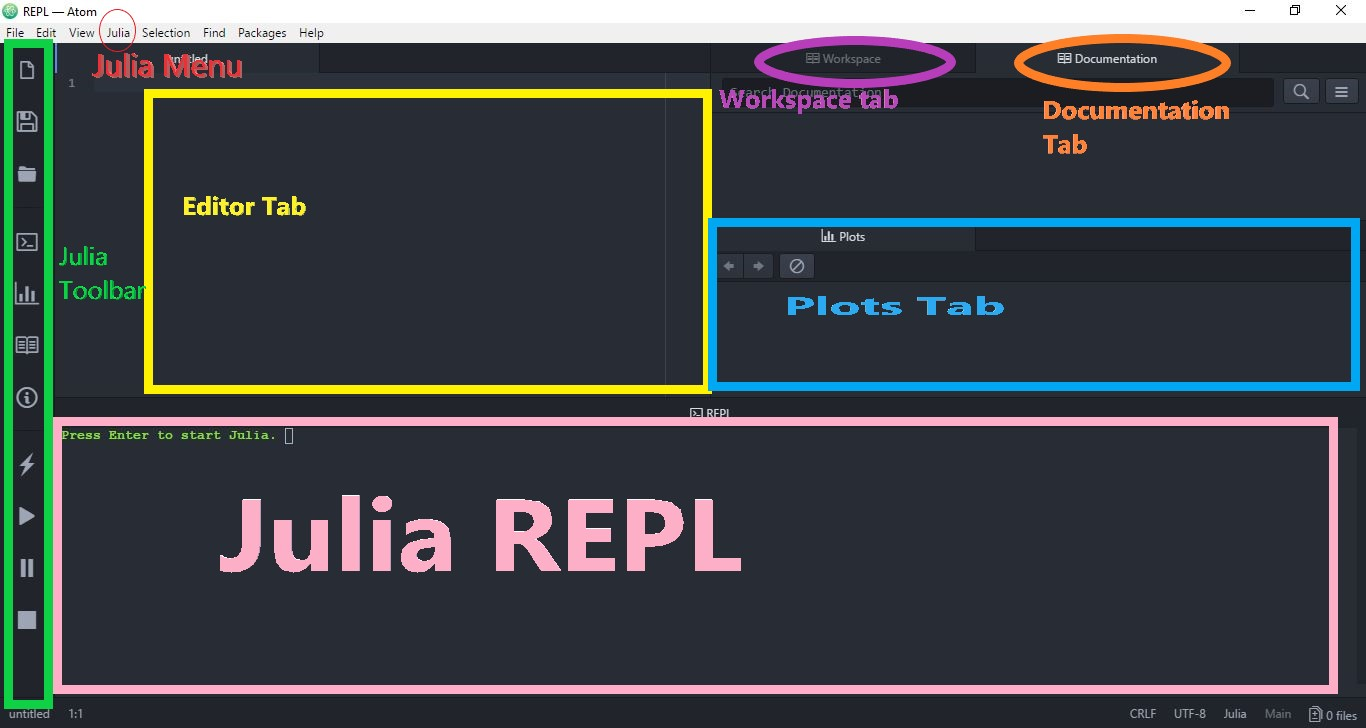 REPL — Atom
File Edit View Julia Selection Find Packages Help
untitled
Julia Menu
Workspace
Documentation
1
Search Documentation
Workspace tab
Documentation
Tab
Editor Tab
Plots
Julia
Toolbar
Plots Tab
REPL
Press Enter to start Julia.
Julia REPL
untitled 1:1 CRLF UTF-8 Julia Main 0 files